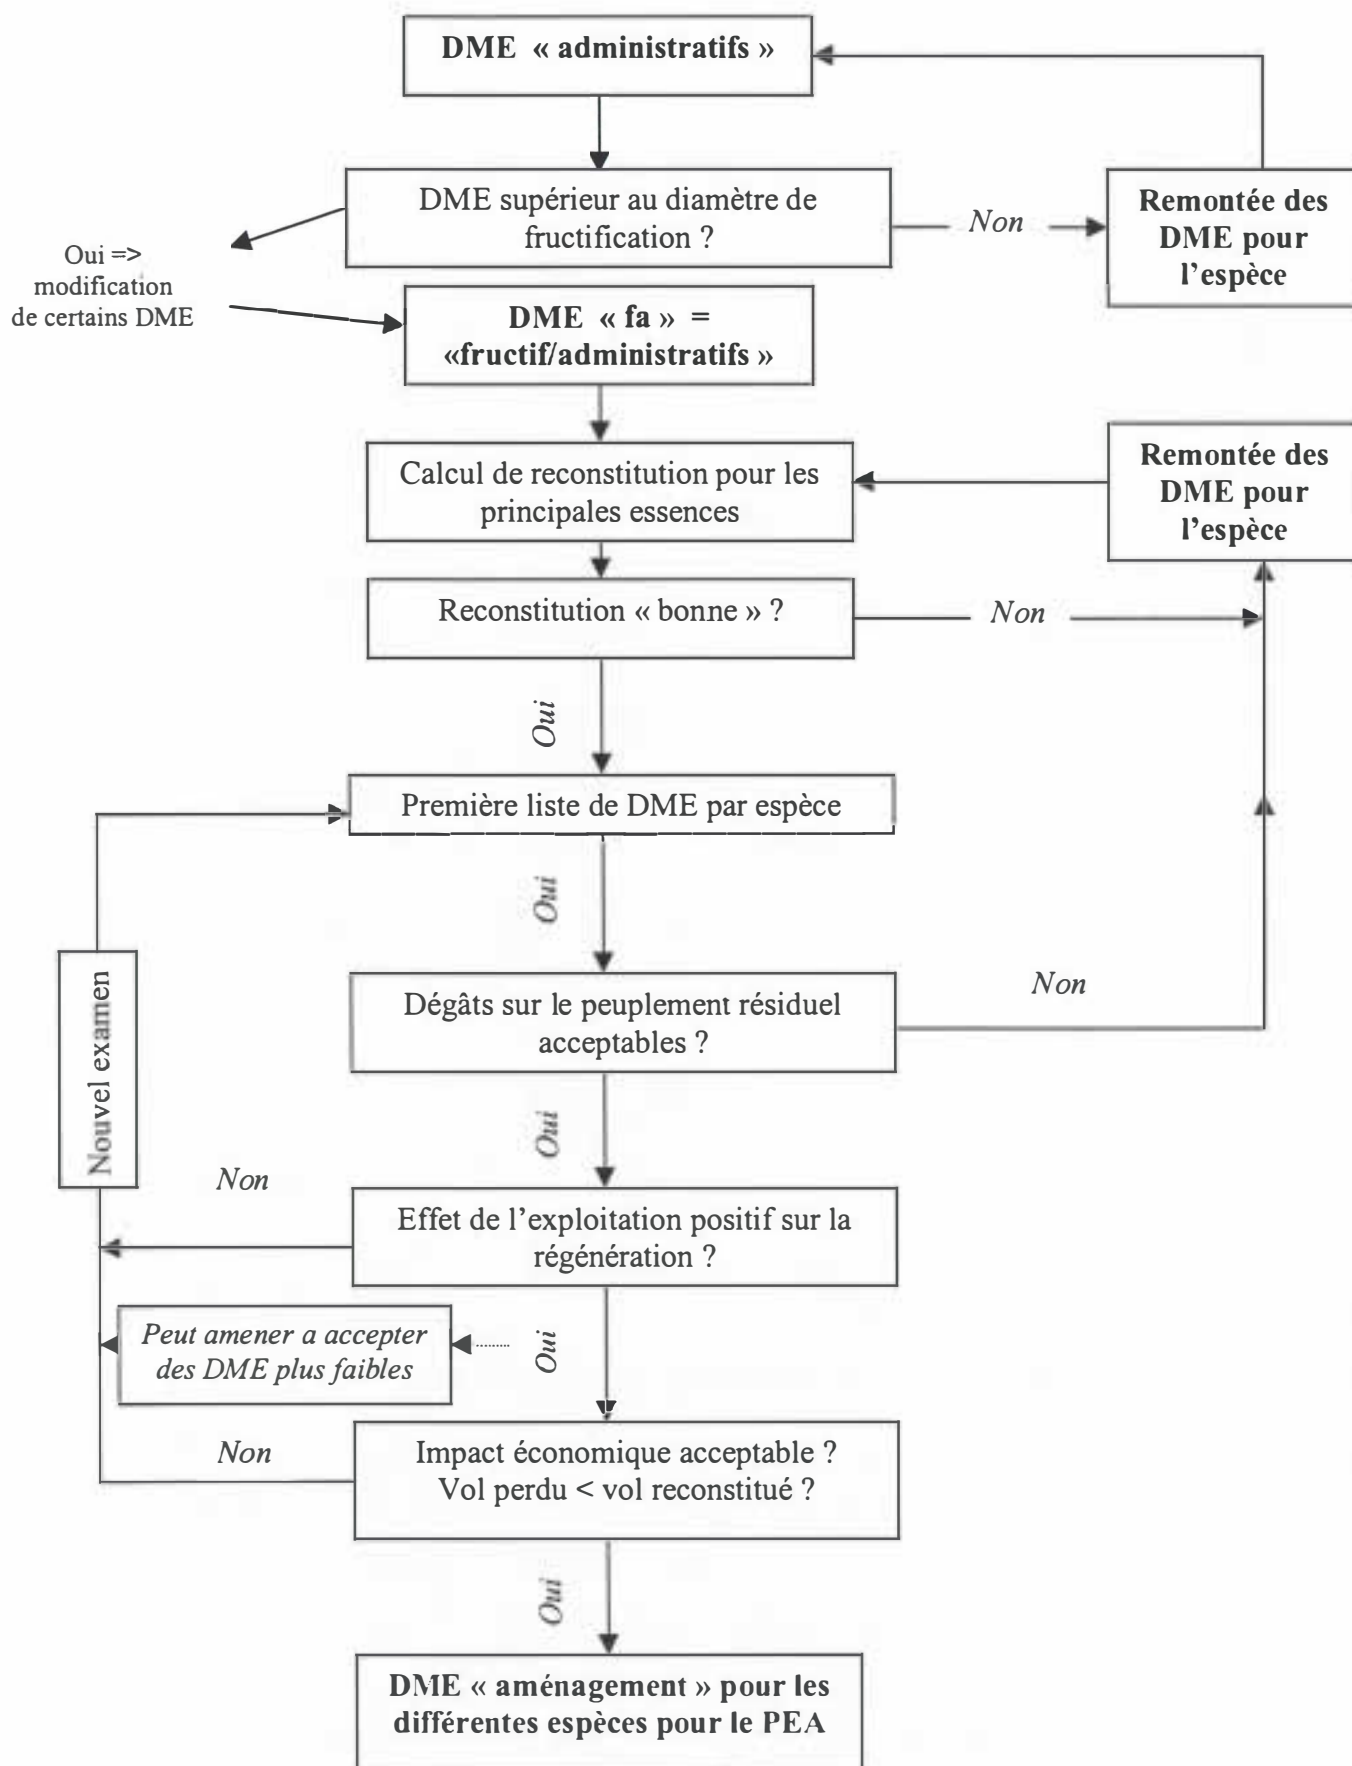 DME « administratifs »
DME supérieur au diamètre de
fructification ?
Non
Remontée des
DME pour
l'espèce
Oui =>
modification
de certains DME
DME « fa » =
«fructif/administratifs »
Calcul de reconstitution pour les
principales essences
Remontée des
DME pour
l'espèce
Reconstitution « bonne » ?
Non
Oui
Première liste de DME par espèce
Oui
Nouvel examen
Dégâts sur le peuplement résiduel
acceptables ?
Non
Oui
Non
Effet de l'exploitation positif sur la
régénération ?
Peut amener a accepter
des DME plus faibles
Oui
Non
Impact économique acceptable ?
Vol perdu < vol reconstitué ?
Oui
DME « aménagement » pour les
différentes espèces pour le PEA